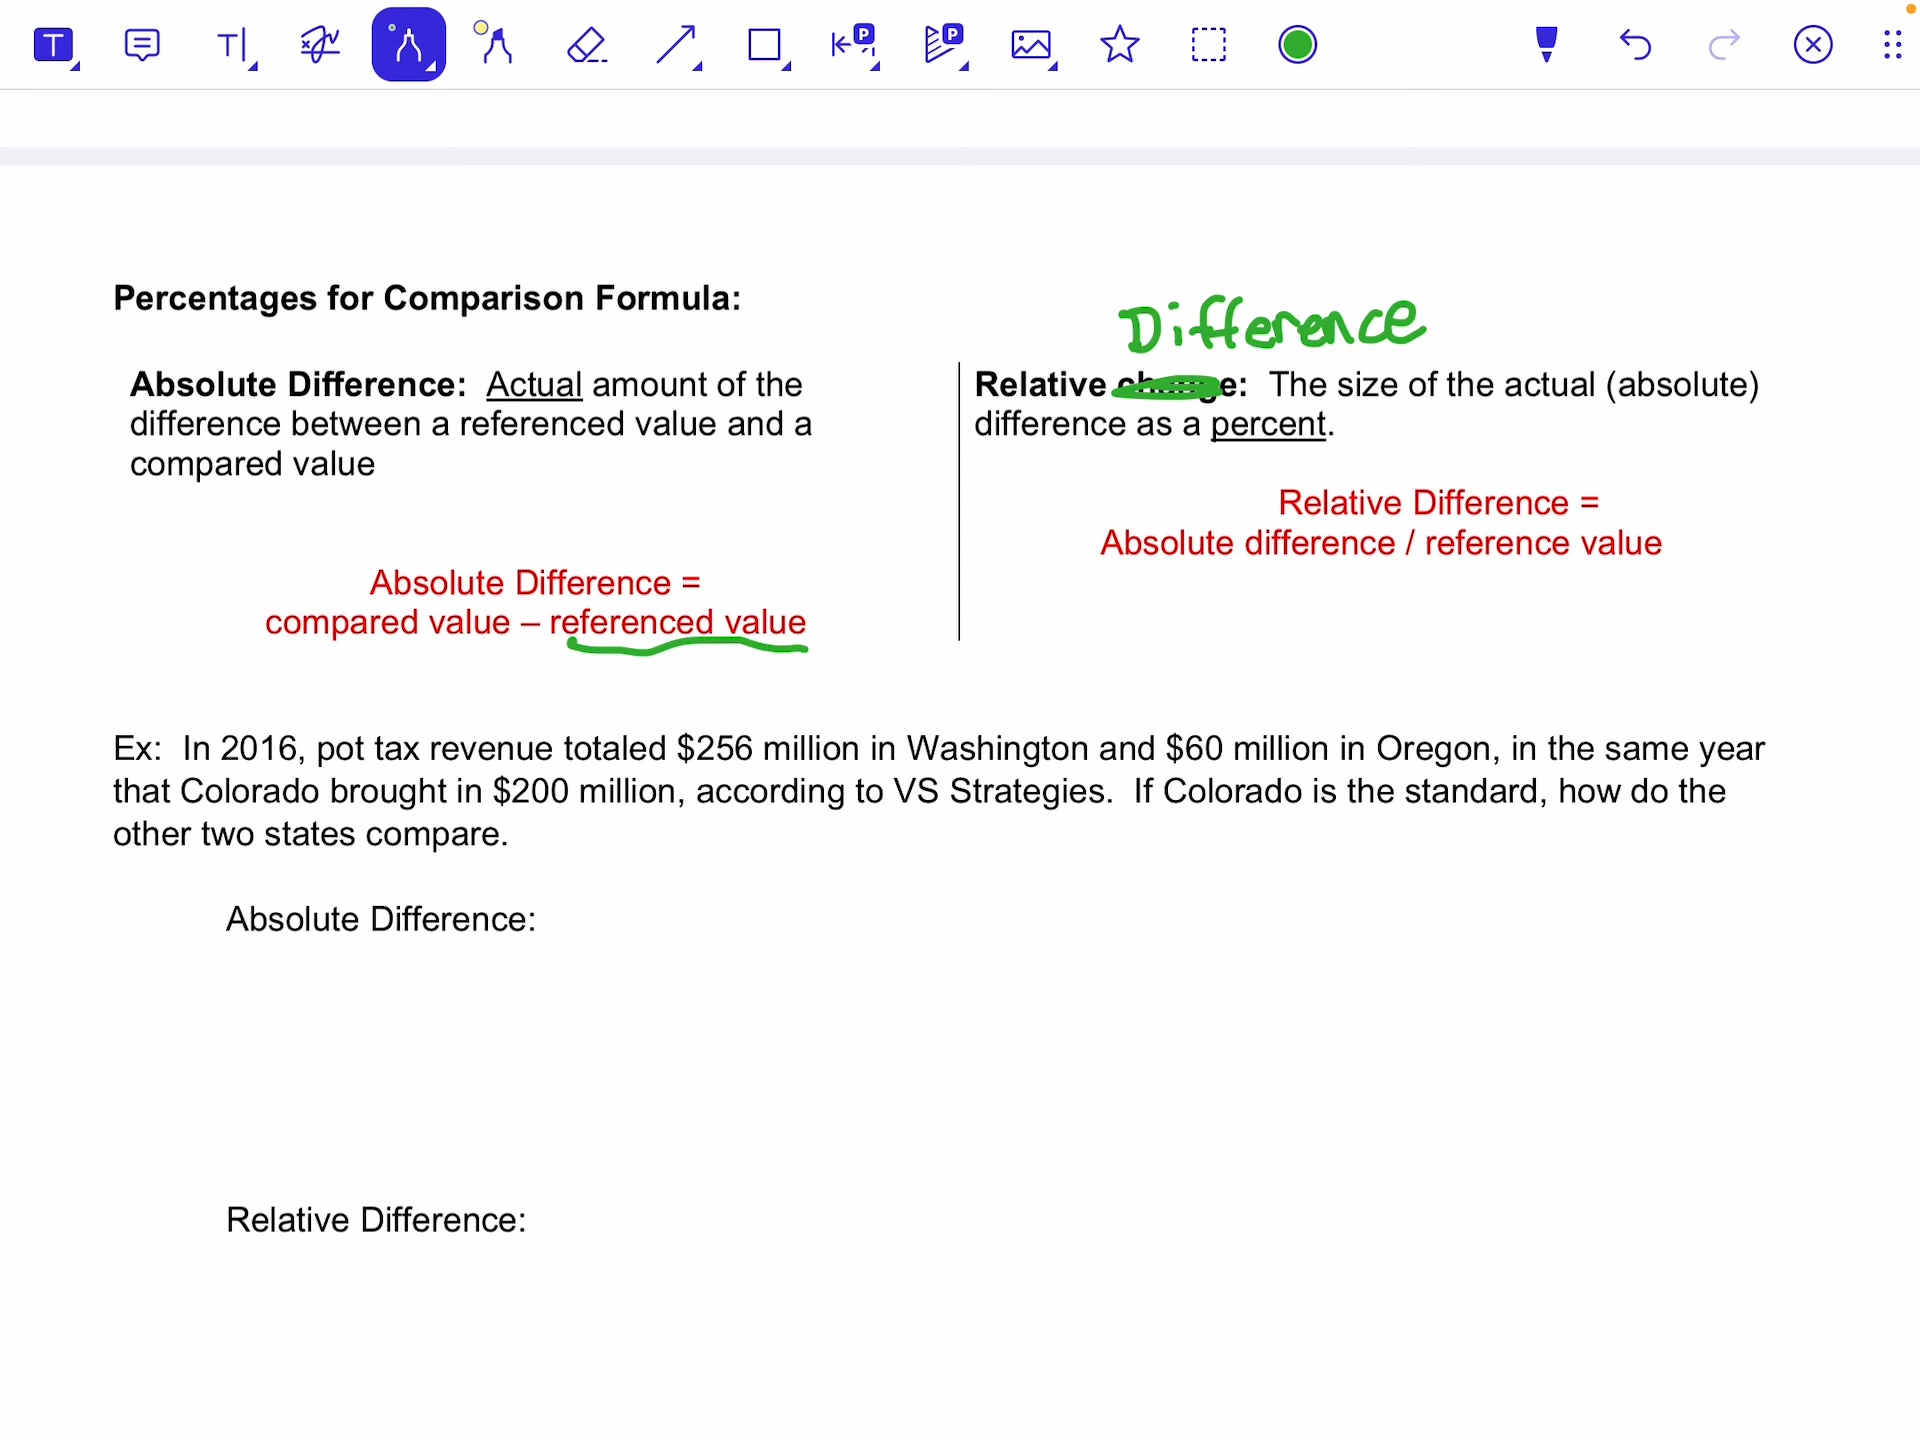 Percentages for Comparison Formula:
Difference
Absolute Difference: Actual amount of the
difference between a referenced value and a
compared value
Absolute Difference =
compared value – referenced value
Relative change: The size of the actual (absolute)
difference as a percent.
Relative Difference =
Absolute difference / reference value
Ex: In 2016, pot tax revenue totaled $256 million in Washington and $60 million in Oregon, in the same year
that Colorado brought in $200 million, according to VS Strategies. If Colorado is the standard, how do the
other two states compare.
Absolute Difference:
Relative Difference: